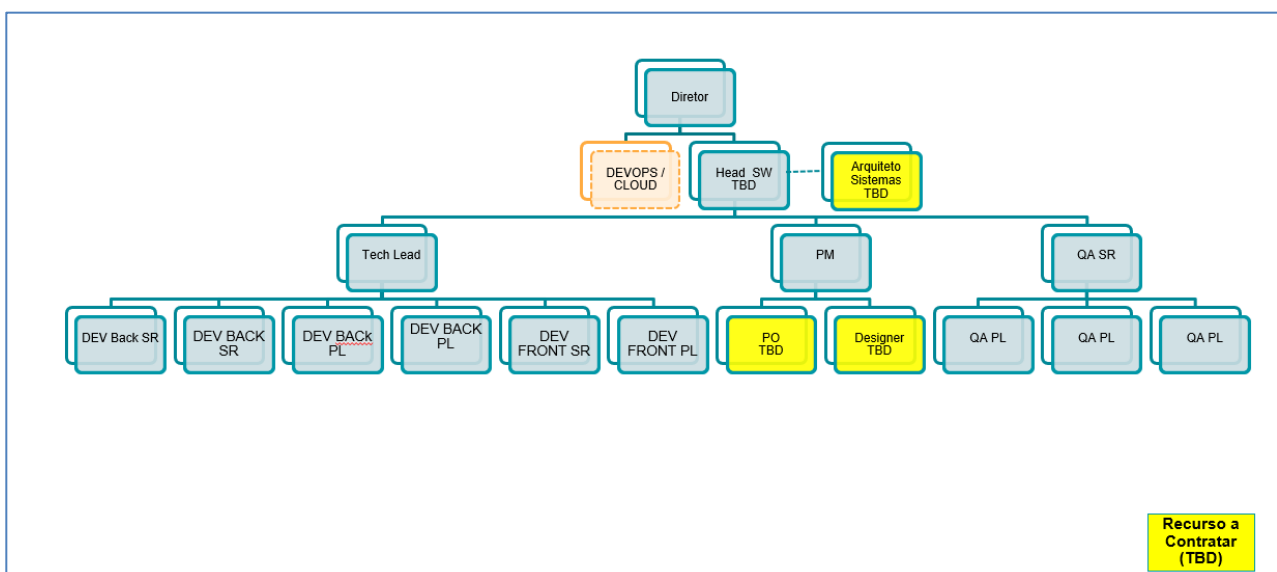 Diretor
DEVOPS /
CLOUD
Head SW
TBD
Arquiteto
Sistemas
TBD
Tech Lead
PM
QA SR
DEV Back SR
DEV BACK
SR
DEV BACk
PL
DEV BACK
PL
DEV
FRONT SR
DEV
FRONT PL
PO
TBD
Designer
TBD
QA PL
QA PL
QA PL
Recurso a
Contratar
(TBD)